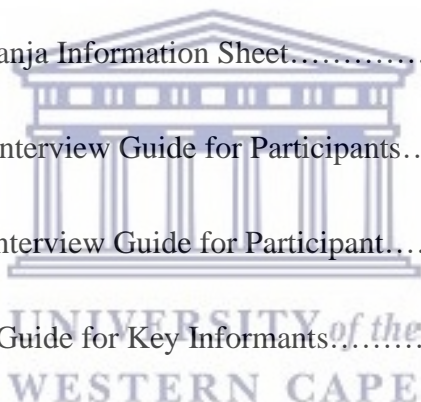 anja Information Sheet……………
nterview Guide for Participants…
nterview Guide for Participant…..
Guide for Key Informants………
UNIVERSITY of the
WESTERN CAPE